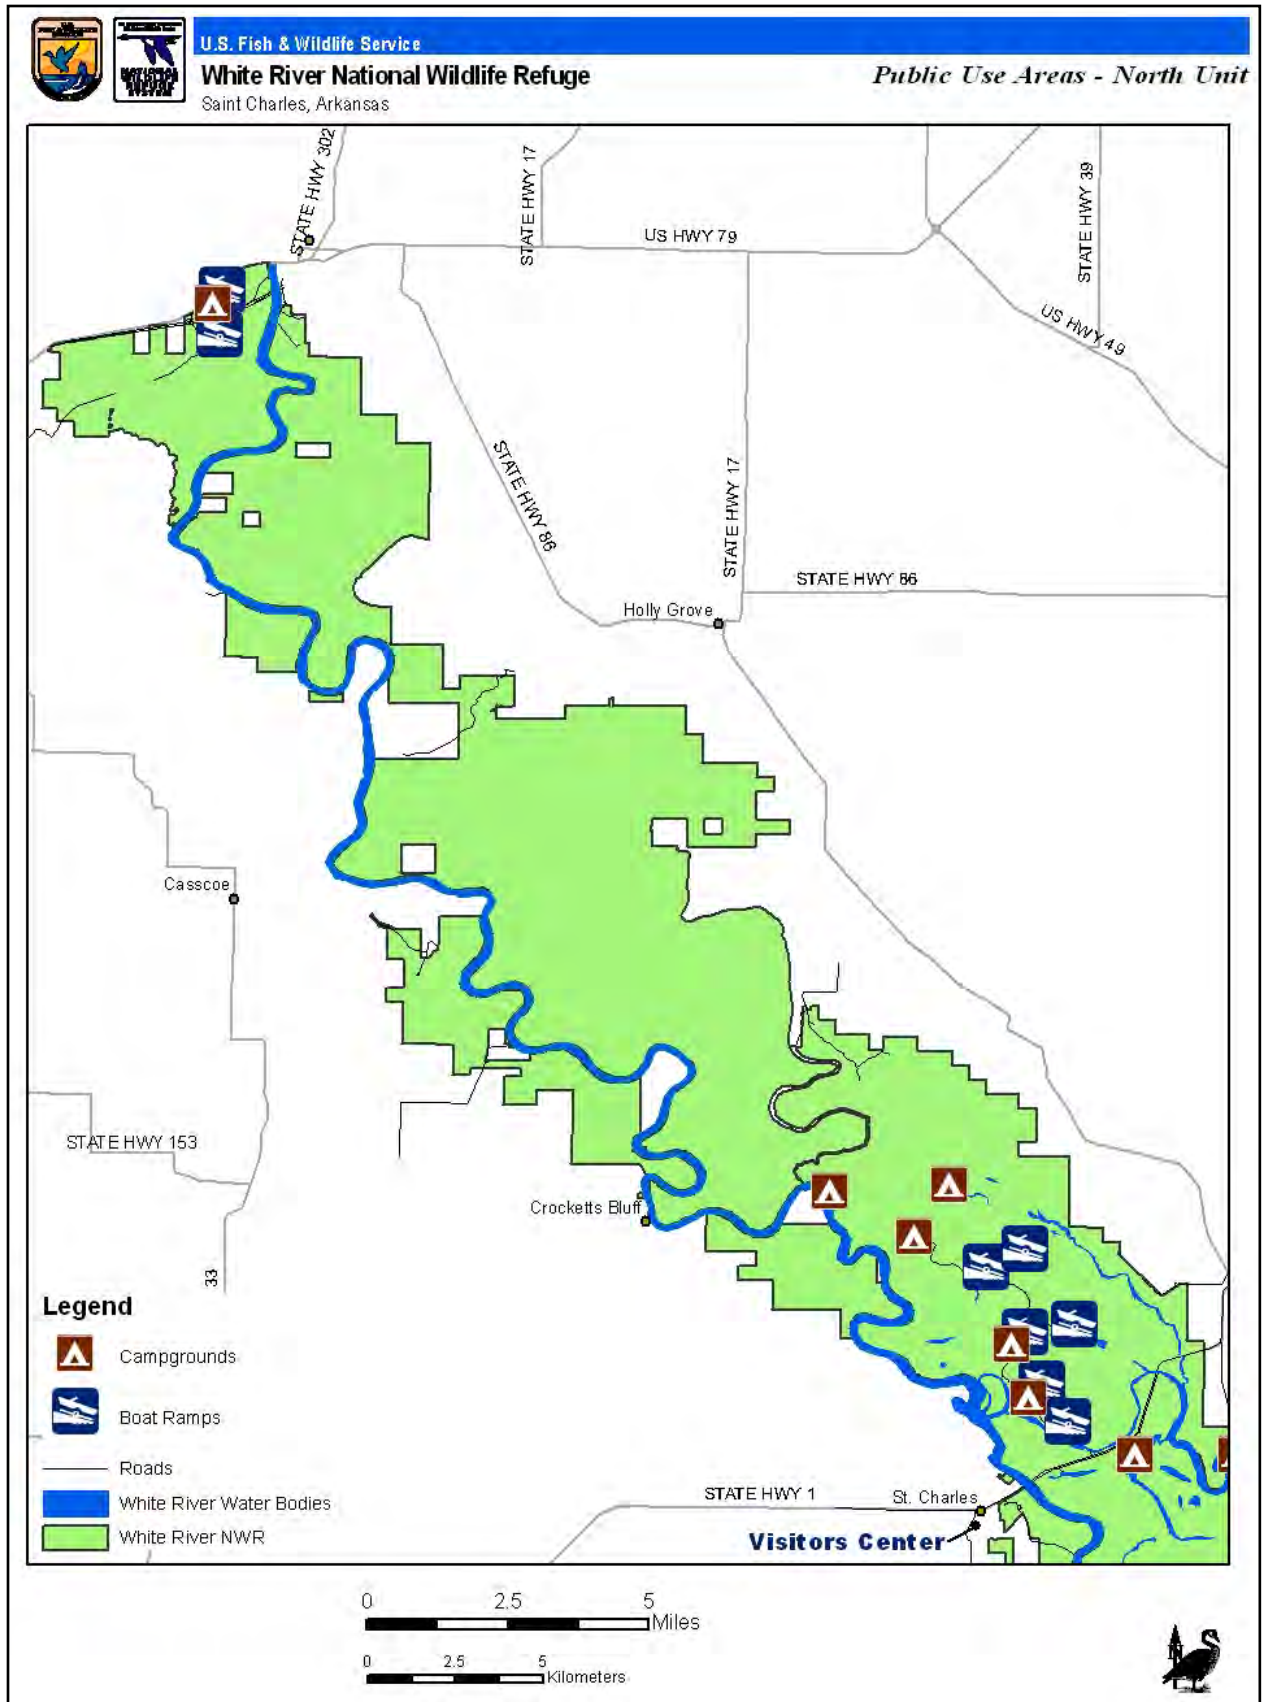 U.S. Fish & Wildlife Service
White River National Wildlife Refuge
Public Use Areas - North Unit
Saint Charles, Arkansas
STATE HWY 302
STATE HWY 17
US HWY 79
STATE HWY 39
US HWY 49
STATE HWY 86
STATE HWY 17
STATE HWY 86
Holly Grove
Casscoe
STATE HWY 153
Crocketts Bluff
33
Legend
Campgrounds
Boat Ramps
Roads
White River Water Bodies
White River NWR
STATE HWY 1
St. Charles
Visitors Center
0 2.5 5
Miles
0 2.5 5
Kilometers
N